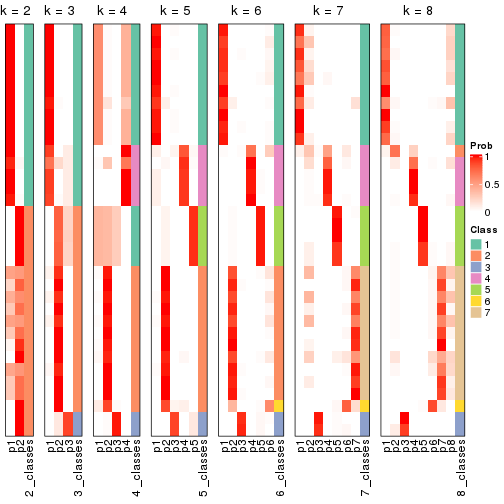 k = 2 k = 3 k = 4 k = 5 k = 6 k = 7 k = 8
Prob
1
0.5
0
Class
1
2
3
4
5
6
7
p1 p2 2_classes p1 p2 p3 3_classes p1 p2 p3 p4 4_classes p1 p2 p3 p4 p5 5_classes p1 p2 p3 p4 p5 p6 6_classes p1 p2 p3 p4 p5 p6 p7 7_classes p1 p2 p3 p4 p5 p6 p7 p8 8_classes